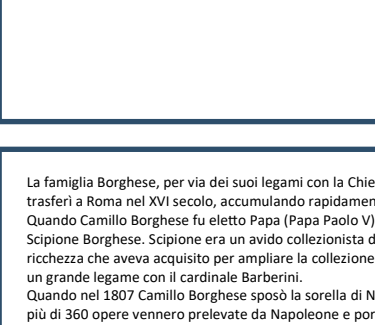 La famiglia Borghese, per via dei suoi legami con la Chie
trasferì a Roma nel XVI secolo, accumulando rapidamen
Quando Camillo Borghese fu eletto Papa (Papa Paolo V)
Scipione Borghese. Scipione era un avido collezionista d
ricchezza che aveva acquisito per ampliare la collezione
un grande legame con il cardinale Barberini.
Quando nel 1807 Camillo Borghese sposò la sorella di N
più di 360 opere vennero prelevate da Napoleone e por